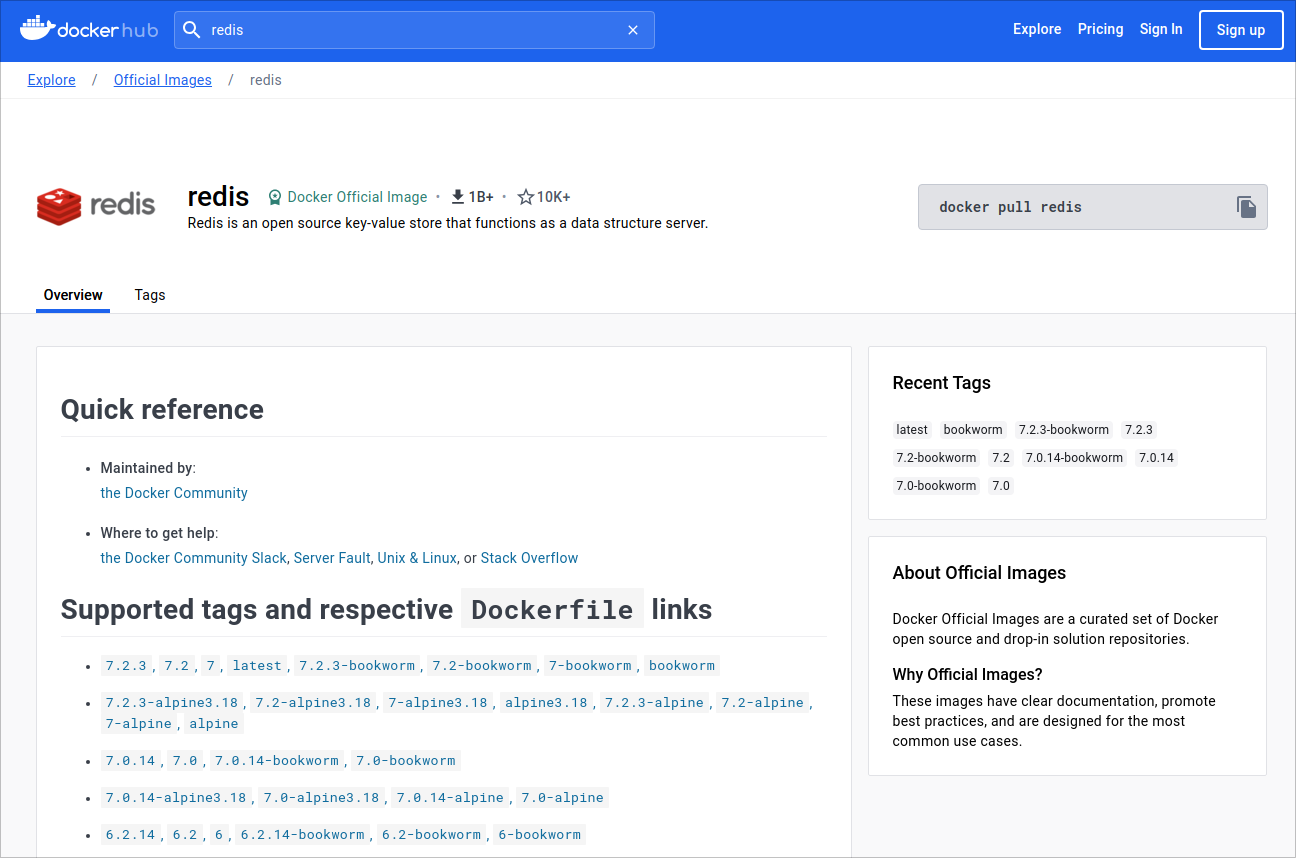 docker hub
redis
Explore Pricing Sign In Sign up
Explore / Official Images / redis
redis
redis Docker Official Image • 1B+ • 10K+
Redis is an open source key-value store that functions as a data structure server.
docker pull redis
Overview Tags
Quick reference
• Maintained by:
the Docker Community
• Where to get help:
the Docker Community Slack, Server Fault, Unix & Linux, or Stack Overflow
Supported tags and respective Dockerfile links
• 7.2.3, 7.2, 7, latest, 7.2.3-bookworm, 7.2-bookworm, 7-bookworm, bookworm
• 7.2.3-alpine3.18, 7.2-alpine3.18, 7-alpine3.18, alpine3.18, 7.2.3-alpine, 7.2-alpine,
7-alpine, alpine
• 7.0.14, 7.0, 7.0.14-bookworm, 7.0-bookworm
• 7.0.14-alpine3.18, 7.0-alpine3.18, 7.0.14-alpine, 7.0-alpine
• 6.2.14, 6.2, 6, 6.2.14-bookworm, 6.2-bookworm, 6-bookworm
Recent Tags
latest bookworm 7.2.3-bookworm 7.2.3
7.2-bookworm 7.2 7.0.14-bookworm 7.0.14
7.0-bookworm 7.0
About Official Images
Docker Official Images are a curated set of Docker
open source and drop-in solution repositories.
Why Official Images?
These images have clear documentation, promote
best practices, and are designed for the most
common use cases.